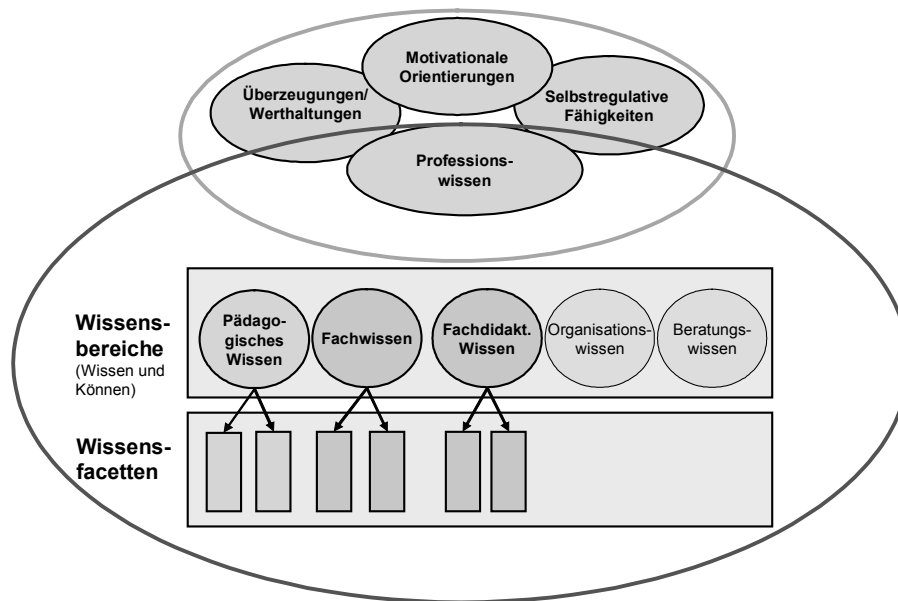 Motivationale
Orientierungen
Überzeugungen/
Werthaltungen
Selbstregulative
Fähigkeiten
Professions-
wissen
Wissens-
bereiche
(Wissen und
Können)
Pädago-
gisches
Wissen
Fachwissen
Fachdidakt.
Wissen
Organisations-
wissen
Beratungs-
wissen
Wissens-
facetten